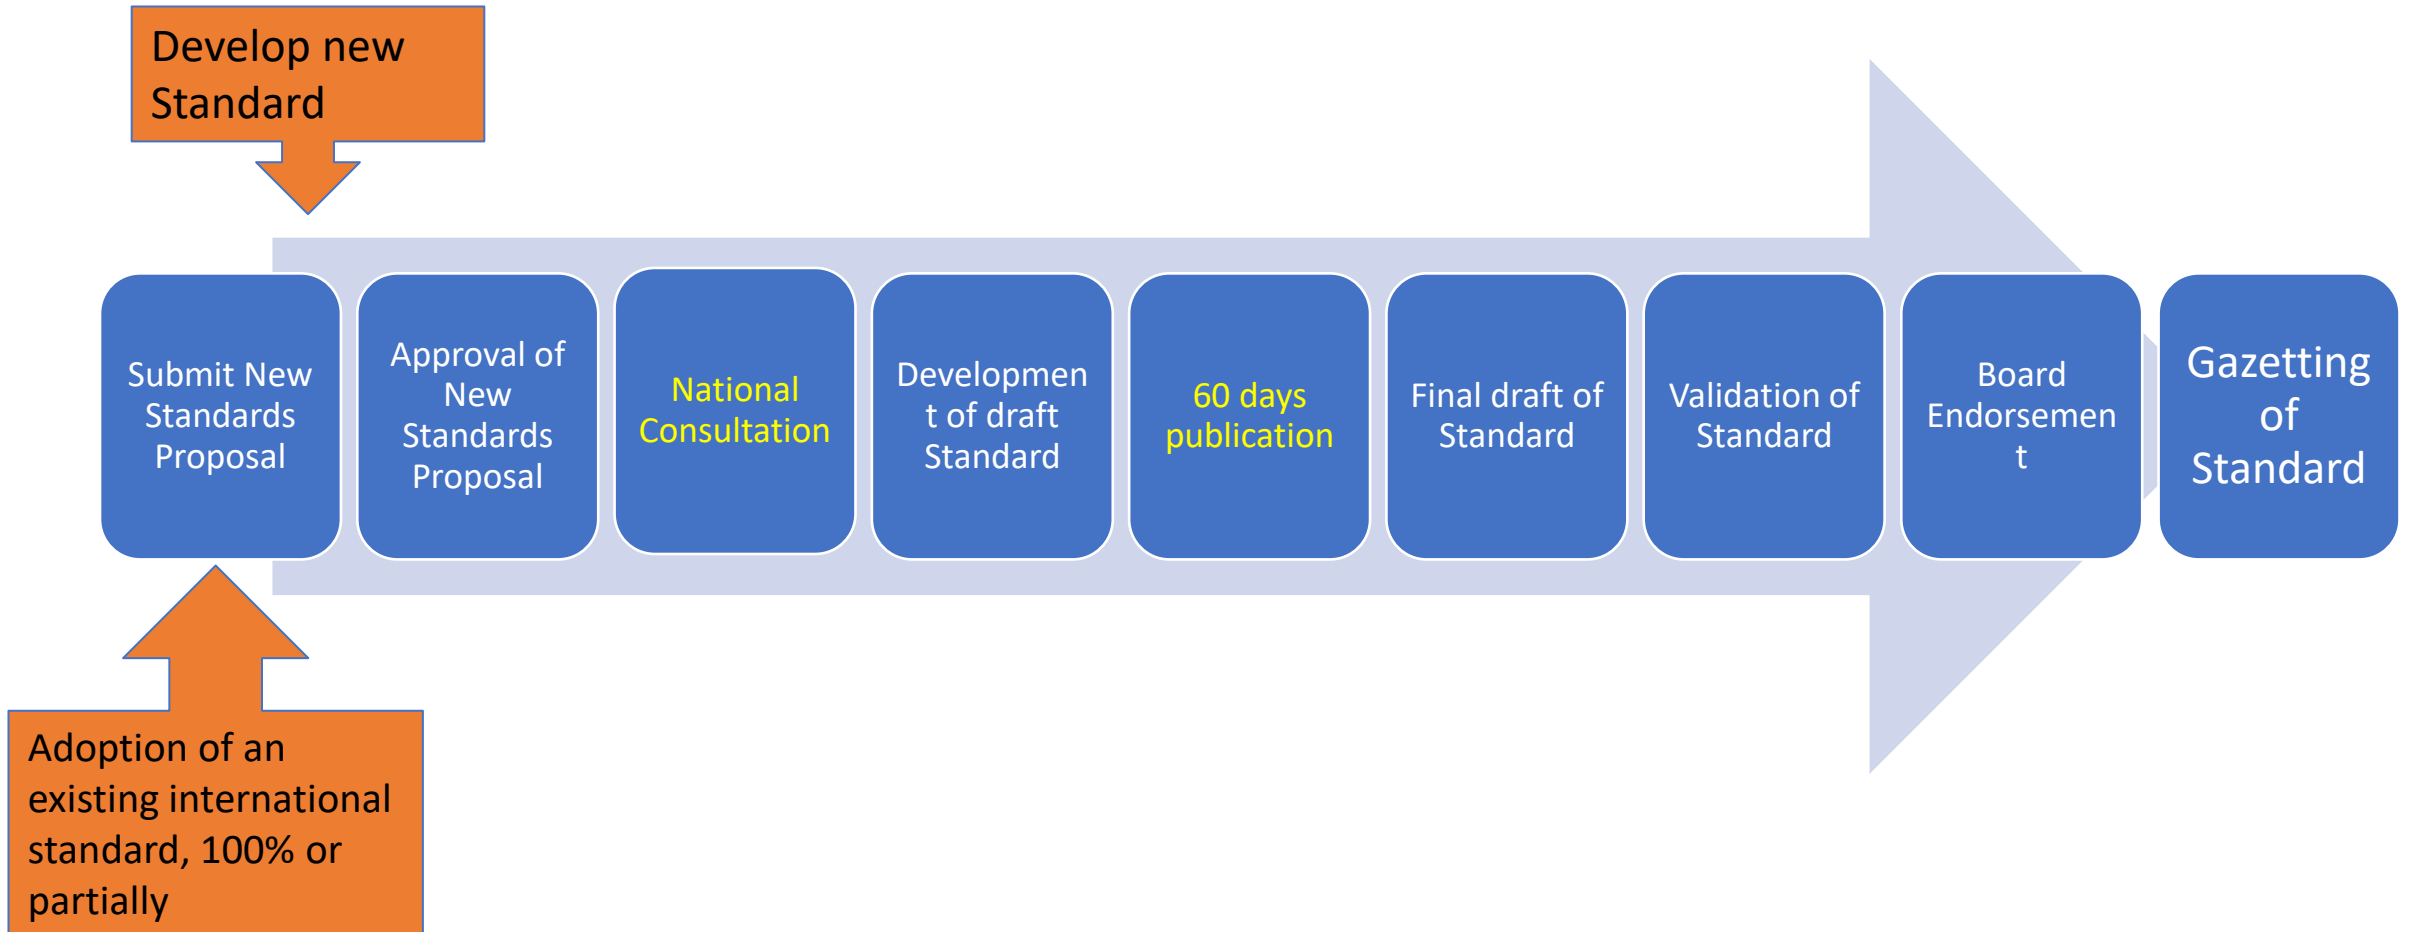 Develop new
Standard
Submit New
Standards
Proposal
Approval of
New
Standards
Proposal
National
Consultation
Developmen
t of draft
Standard
60 days
publication
Final draft of
Standard
Validation of
Standard
Board
Endorsemen
t
Gazetting
of
Standard
Adoption of an
existing international
standard, 100% or
partially